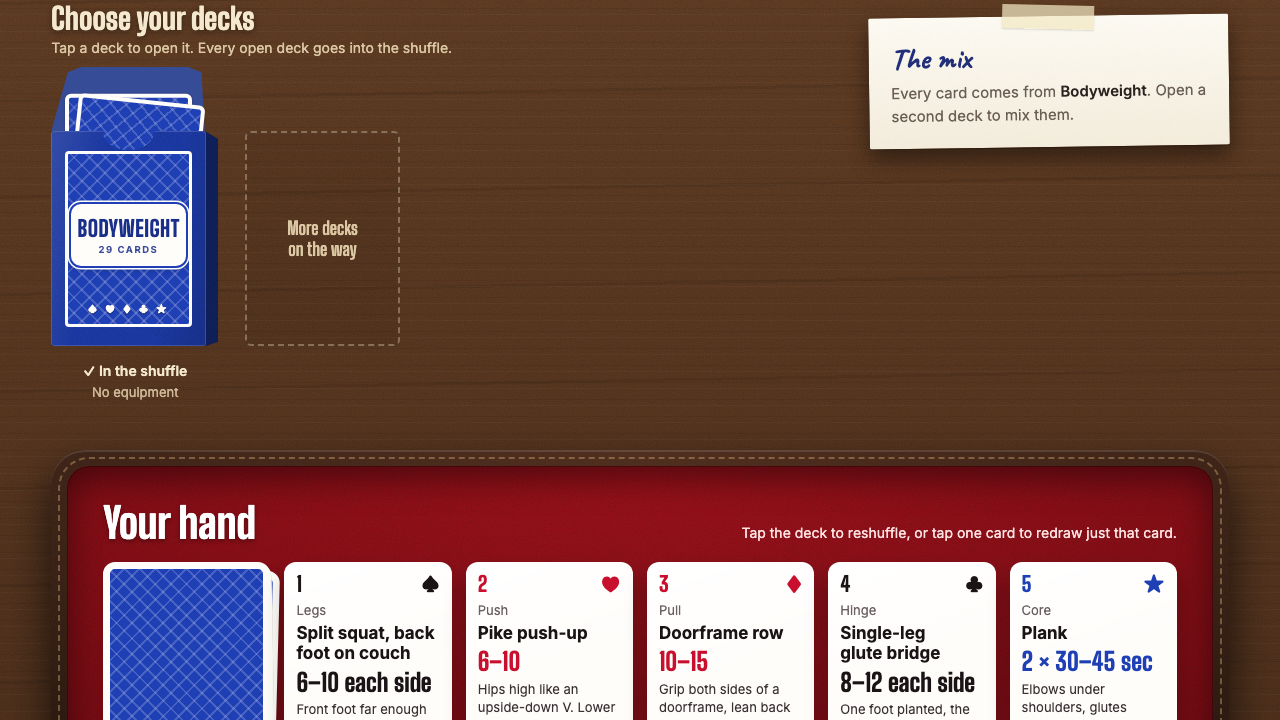 Choose your decks
Tap a deck to open it. Every open deck goes into the shuffle.
The mix
Every card comes from Bodyweight. Open a
second deck to mix them.
BODYWEIGHT
29 CARDS
More decks
on the way
✓ In the shuffle
No equipment
Your hand
Tap the deck to reshuffle, or tap one card to redraw just that card.
1
Legs
Split squat, back
foot on couch
6–10 each side
Front foot far enough
2
Push
Pike push-up
6–10
Hips high like an
upside-down V. Lower
3
Pull
Doorframe row
10–15
Grip both sides of a
doorframe, lean back
4
Hinge
Single-leg
glute bridge
8–12 each side
One foot planted, the
5
Core
Plank
2 × 30–45 sec
Elbows under
shoulders, glutes